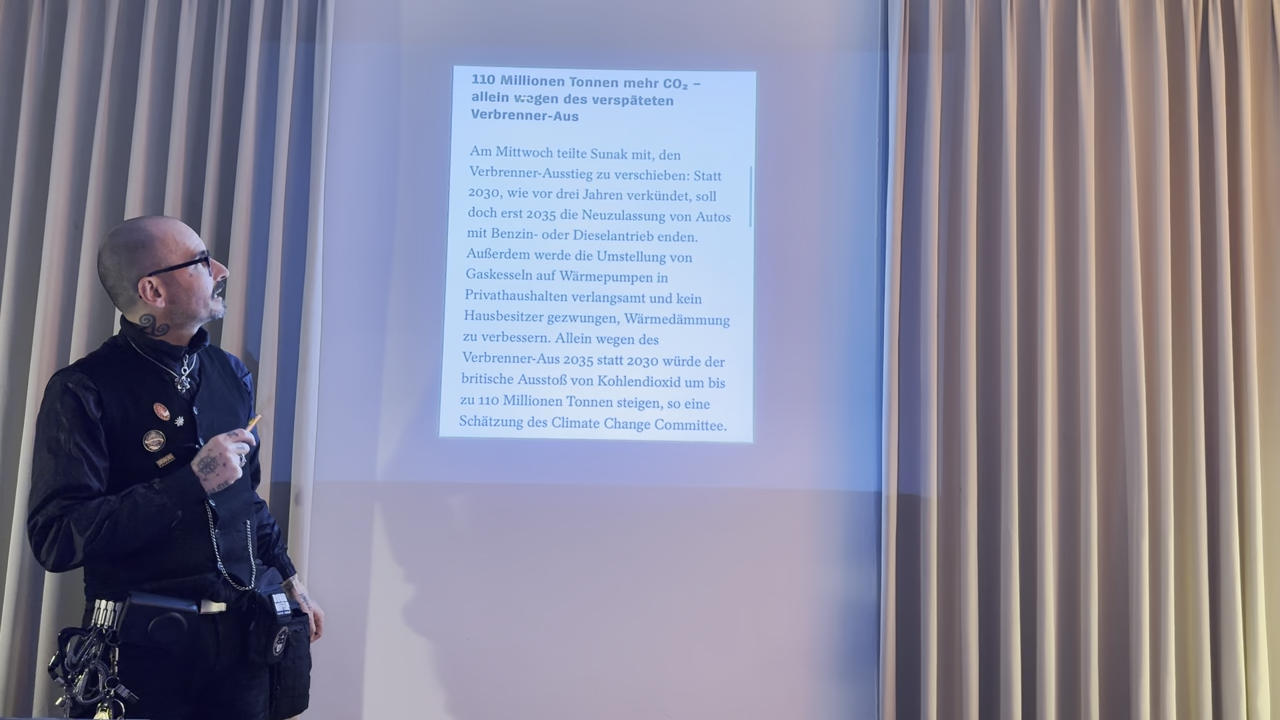 110 Millionen Tonnen mehr CO₂ –
allein wegen des verspäteten
Verbrenner-Aus
Am Mittwoch teilte Sunak mit, den
Verbrenner-Ausstieg zu verschieben: Statt
2030, wie vor drei Jahren verkündet, soll
doch erst 2035 die Neuzulassung von Autos
mit Benzin- oder Dieselantrieb enden.
Außerdem werde die Umstellung von
Gaskesseln auf Wärmepumpen in
Privathaushalten verlangsamt und kein
Hausbesitzer gezwungen, Wärmedämmung
zu verbessern. Allein wegen des
Verbrenner-Aus 2035 statt 2030 würde der
britische Ausstoß von Kohlendioxid um bis
zu 110 Millionen Tonnen steigen, so eine
Schätzung des Climate Change Committee.